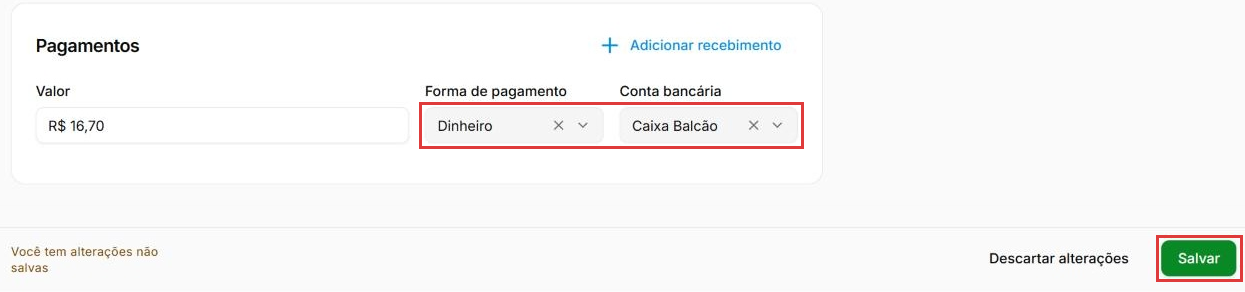 Pagamentos
Adicionar recebimento
Valor
Forma de pagamento
Conta bancária
R$ 16,70
Dinheiro
Caixa Balcão
Você tem alterações não
salvas
Descartar alterações
Salvar